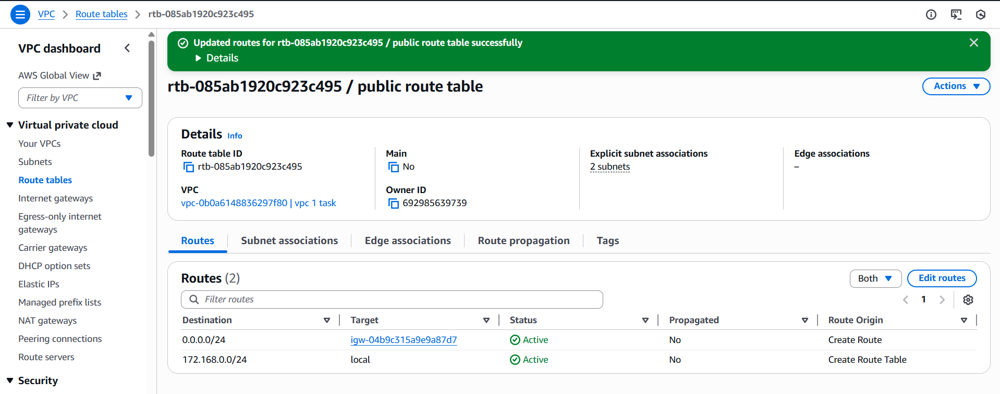 VPC > Route tables > rtb-085ab1920c923c495
VPC dashboard
AWS Global View
Filter by VPC
Virtual private cloud
Your VPCs
Subnets
Route tables
Internet gateways
Egress-only internet
gateways
Carrier gateways
DHCP option sets
Elastic IPs
Managed prefix lists
NAT gateways
Peering connections
Route servers
Security
Updated routes for rtb-085ab1920c923c495 / public route table successfully
Details
rtb-085ab1920c923c495 / public route table
Actions
Details Info
Route table ID
rtb-085ab1920c923c495
Main
No
Explicit subnet associations
2 subnets
Edge associations
–
VPC
vpc-0b0a6148836297f80 | vpc 1 task
Owner ID
692985639739
Routes Subnet associations Edge associations Route propagation Tags
Routes (2)
Both
Edit routes
Filter routes
1
Destination Target Status Propagated Route Origin
0.0.0.0/24 igw-04b9c315a9e9a87d7 Active No Create Route
172.168.0.0/24 local Active No Create Route Table